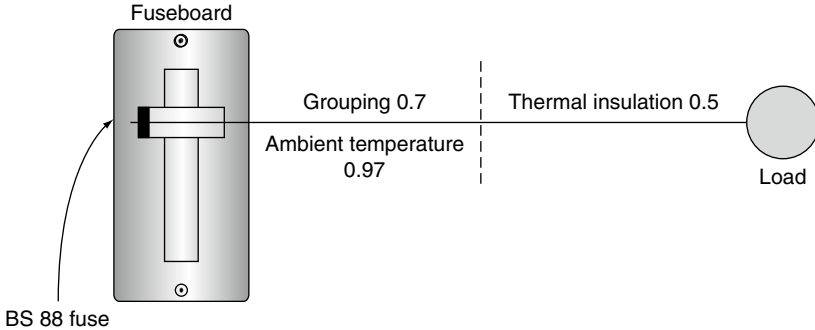 Fuseboard
Grouping 0.7
Thermal insulation 0.5
Ambient temperature
0.97
Load
BS 88 fuse